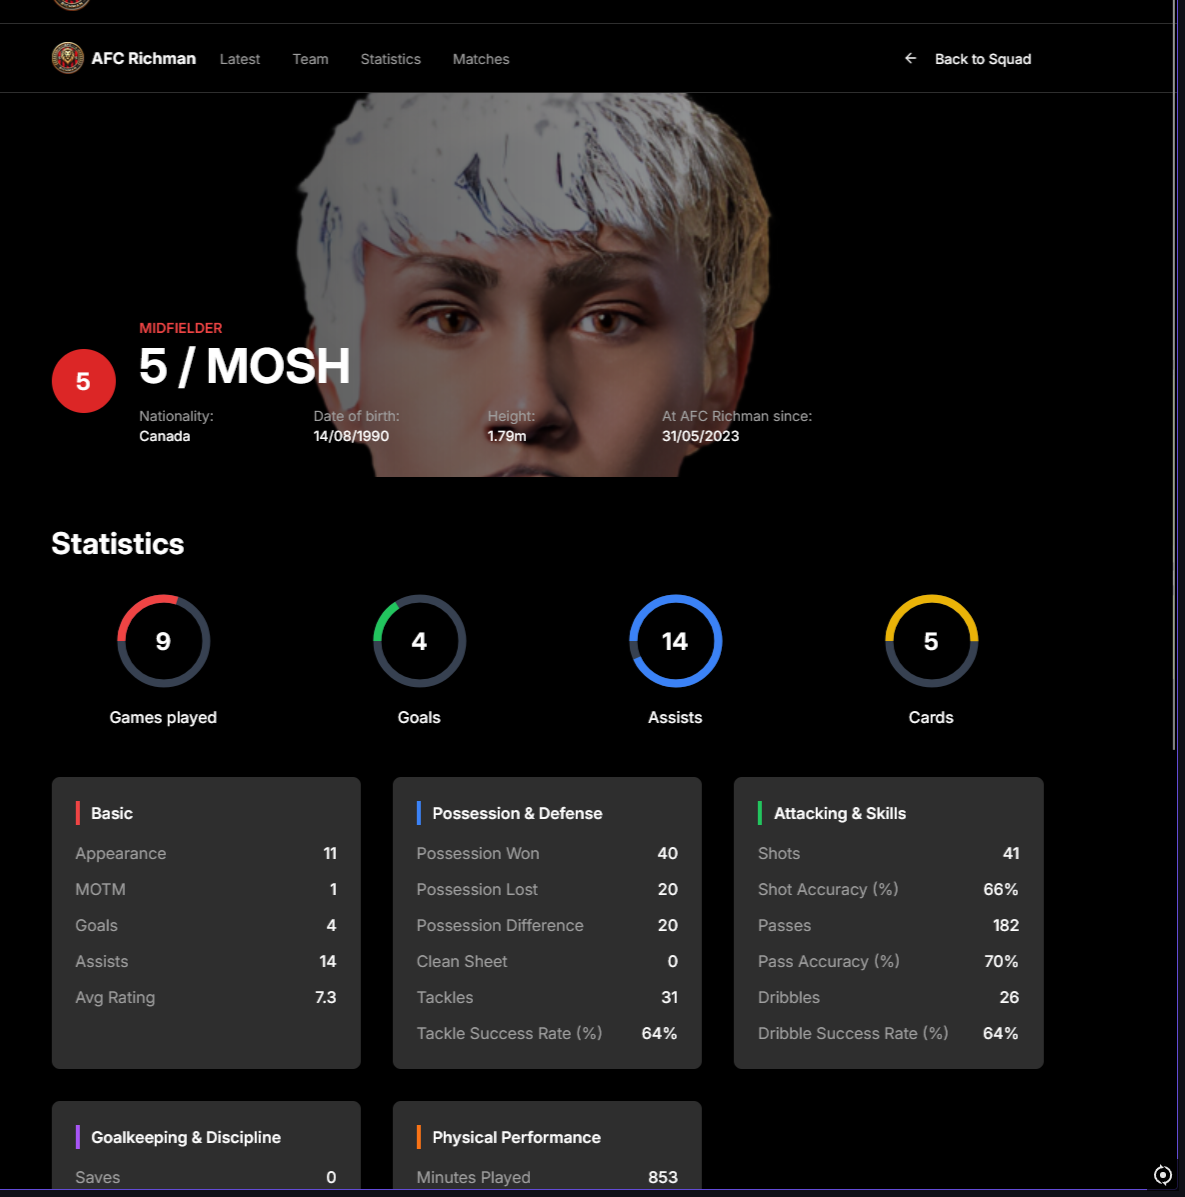 AFC Richman Latest Team Statistics Matches ← Back to Squad
MIDFIELDER
5
5 / MOSH
Nationality: Date of birth: Height: At AFC Richman since:
Canada 14/08/1990 1.79m 31/05/2023
Statistics
9 4 14 5
Games played Goals Assists Cards
Basic
Appearance 11
MOTM 1
Goals 4
Assists 14
Avg Rating 7.3
Possession & Defense
Possession Won 40
Possession Lost 20
Possession Difference 20
Clean Sheet 0
Tackles 31
Tackle Success Rate (%) 64%
Attacking & Skills
Shots 41
Shot Accuracy (%) 66%
Passes 182
Pass Accuracy (%) 70%
Dribbles 26
Dribble Success Rate (%) 64%
Goalkeeping & Discipline
Saves 0
Physical Performance
Minutes Played 853